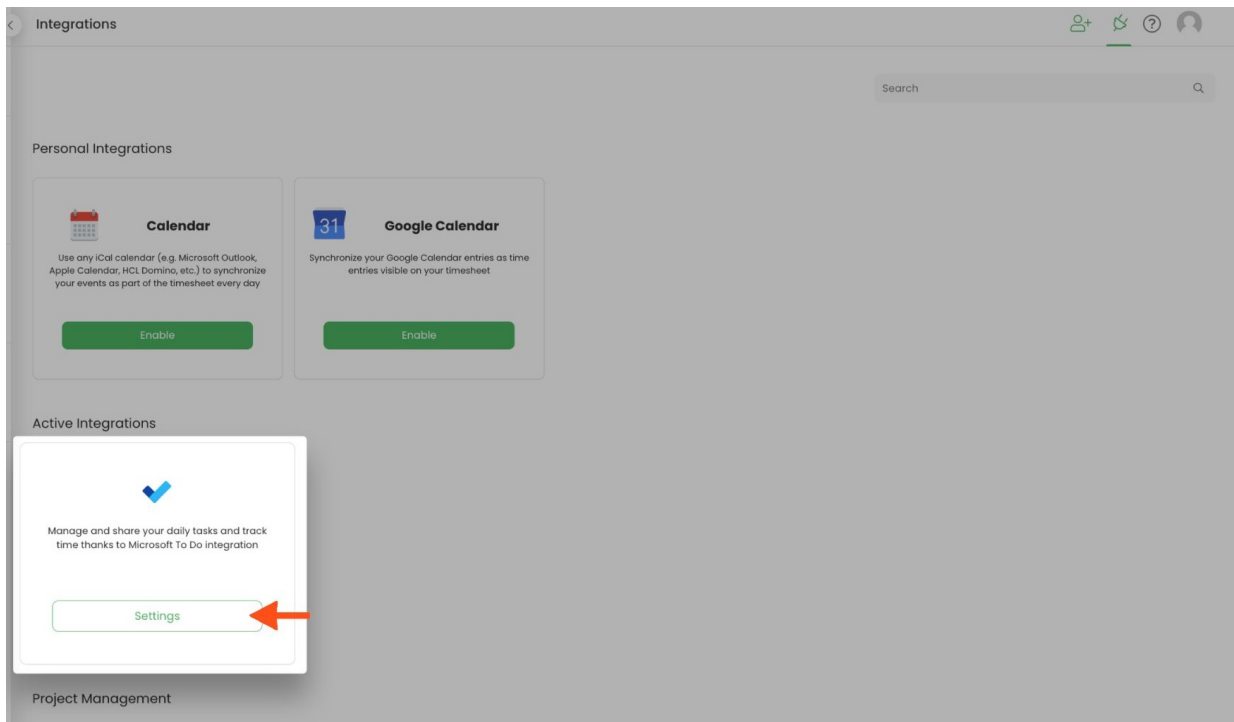 Integrations
Search
Personal Integrations
Calendar
Use any iCal calendar (e.g. Microsoft Outlook,
Apple Calendar, HCL Domino, etc.) to synchronize
your events as part of the timesheet every day
Enable
31
Google Calendar
Synchronize your Google Calendar entries as time
entries visible on your timesheet
Enable
Active Integrations
Manage and share your daily tasks and track
time thanks to Microsoft To Do integration
Settings
Project Management